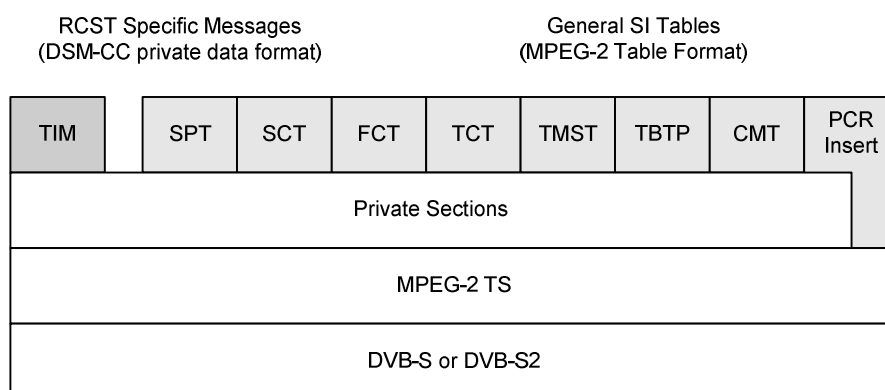 RCST Specific Messages
(DSM-CC private data format)
General SI Tables
(MPEG-2 Table Format)
TIM
SPT
SCT
FCT
TCT
TMST
TBTP
CMT
PCR
Insert
Private Sections
MPEG-2 TS
DVB-S or DVB-S2